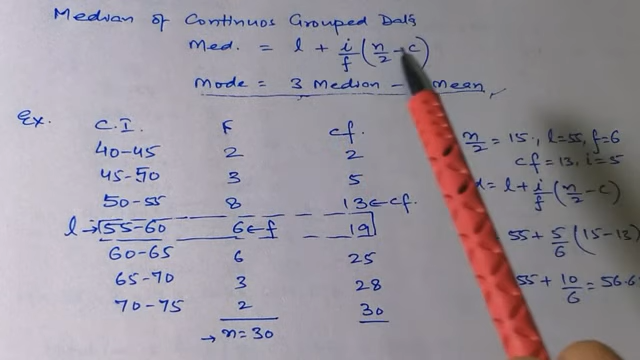 Median of Continuos Grouped Data
Med. = l + i/f (n/2 - c)
Mode = 3 Median - Mean
Ex.
C.I. F cf.
40-45 2 2
45-50 3 5
50-55 8 13←cf.
l→ 55-60 6←f 19
60-65 6 25
65-70 3 28
70-75 2 30
→n=30
n/2 = 15., l=55, f=6
cf=13, i=5
= l + i/f (n/2 - c)
55 + 5/6 (15-13)
55 + 10/6 = 56.6